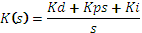 K(s) = (Kd + Kps + Ki) / s